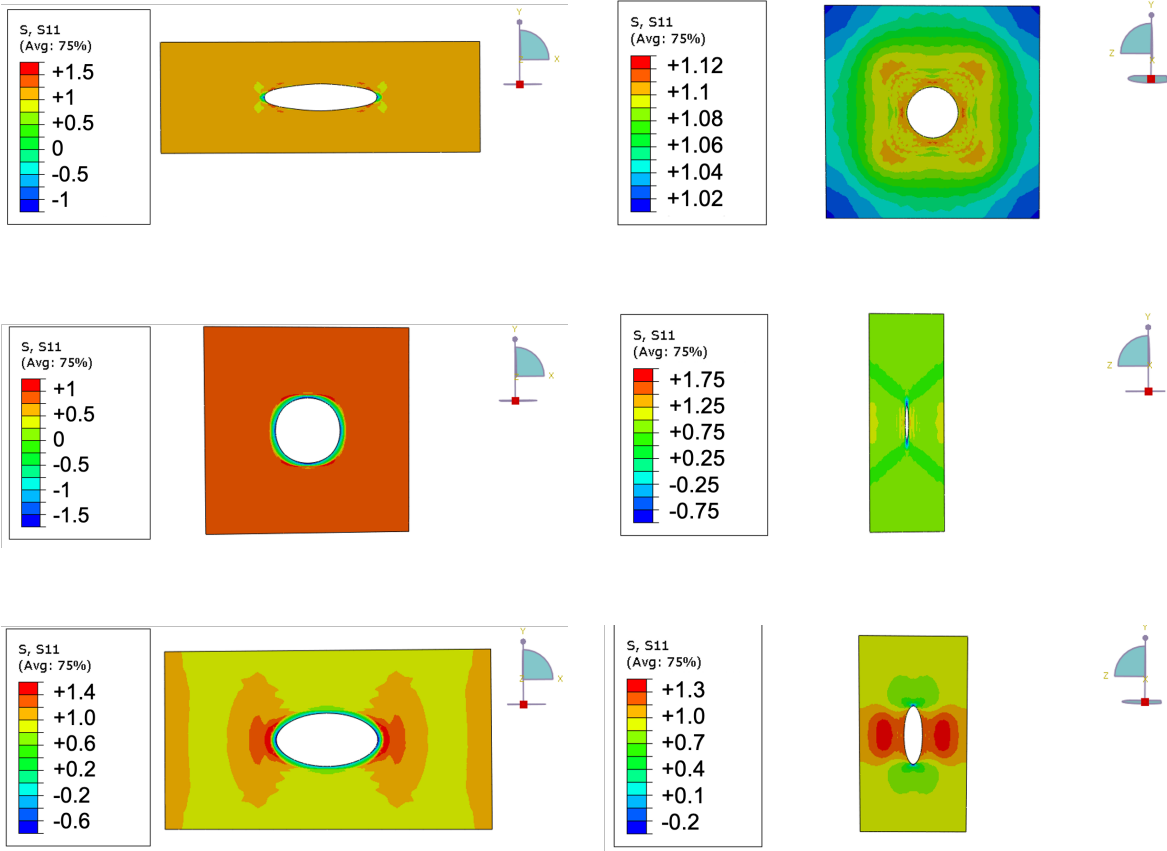 S, S11
(Avg: 75%)
+1.5
+1
+0.5
0
-0.5
-1
Y
X
S, S11
(Avg: 75%)
+1.12
+1.1
+1.08
+1.06
+1.04
+1.02
Y
Z
S, S11
(Avg: 75%)
+1
+0.5
0
-0.5
-1
-1.5
Y
X
S, S11
(Avg: 75%)
+1.75
+1.25
+0.75
+0.25
-0.25
-0.75
Y
Z
S, S11
(Avg: 75%)
+1.4
+1.0
+0.6
+0.2
-0.2
-0.6
Y
X
S, S11
(Avg: 75%)
+1.3
+1.0
+0.7
+0.4
+0.1
-0.2
Y
Z